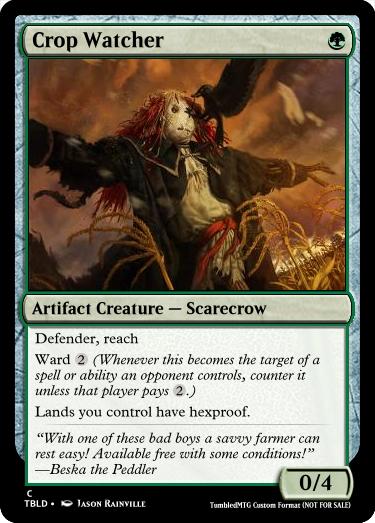 Crop Watcher
Artifact Creature — Scarecrow
Defender, reach
Ward 2 (Whenever this becomes the target of a
spell or ability an opponent controls, counter it
unless that player pays 2.)
Lands you control have hexproof.
“With one of these bad boys a savvy farmer can
rest easy! Available free with some conditions!”
—Beska the Peddler
0/4
C
TBLD • Jason Rainville
TumbledMTG Custom Format (NOT FOR SALE)